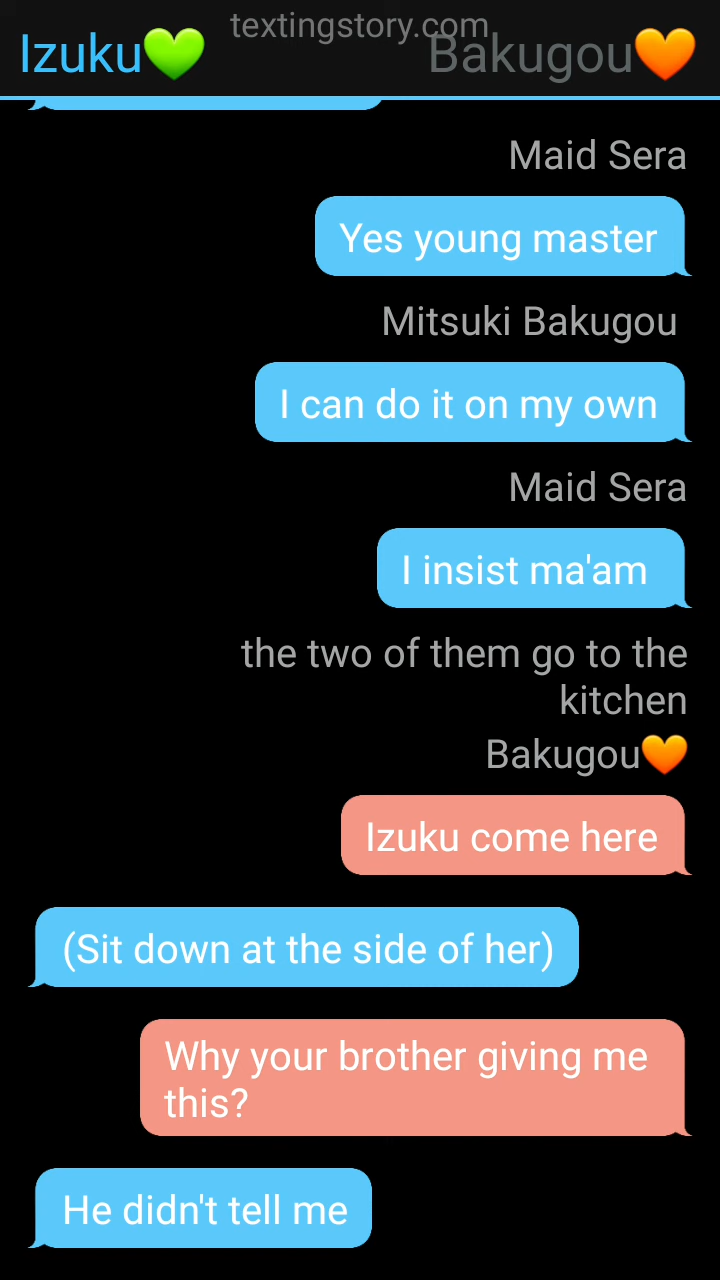 textingstory.com
Izuku💚
Bakugou🧡
Maid Sera
Yes young master
Mitsuki Bakugou
I can do it on my own
Maid Sera
I insist ma'am
the two of them go to the
kitchen
Bakugou🧡
Izuku come here
(Sit down at the side of her)
Why your brother giving me
this?
He didn't tell me